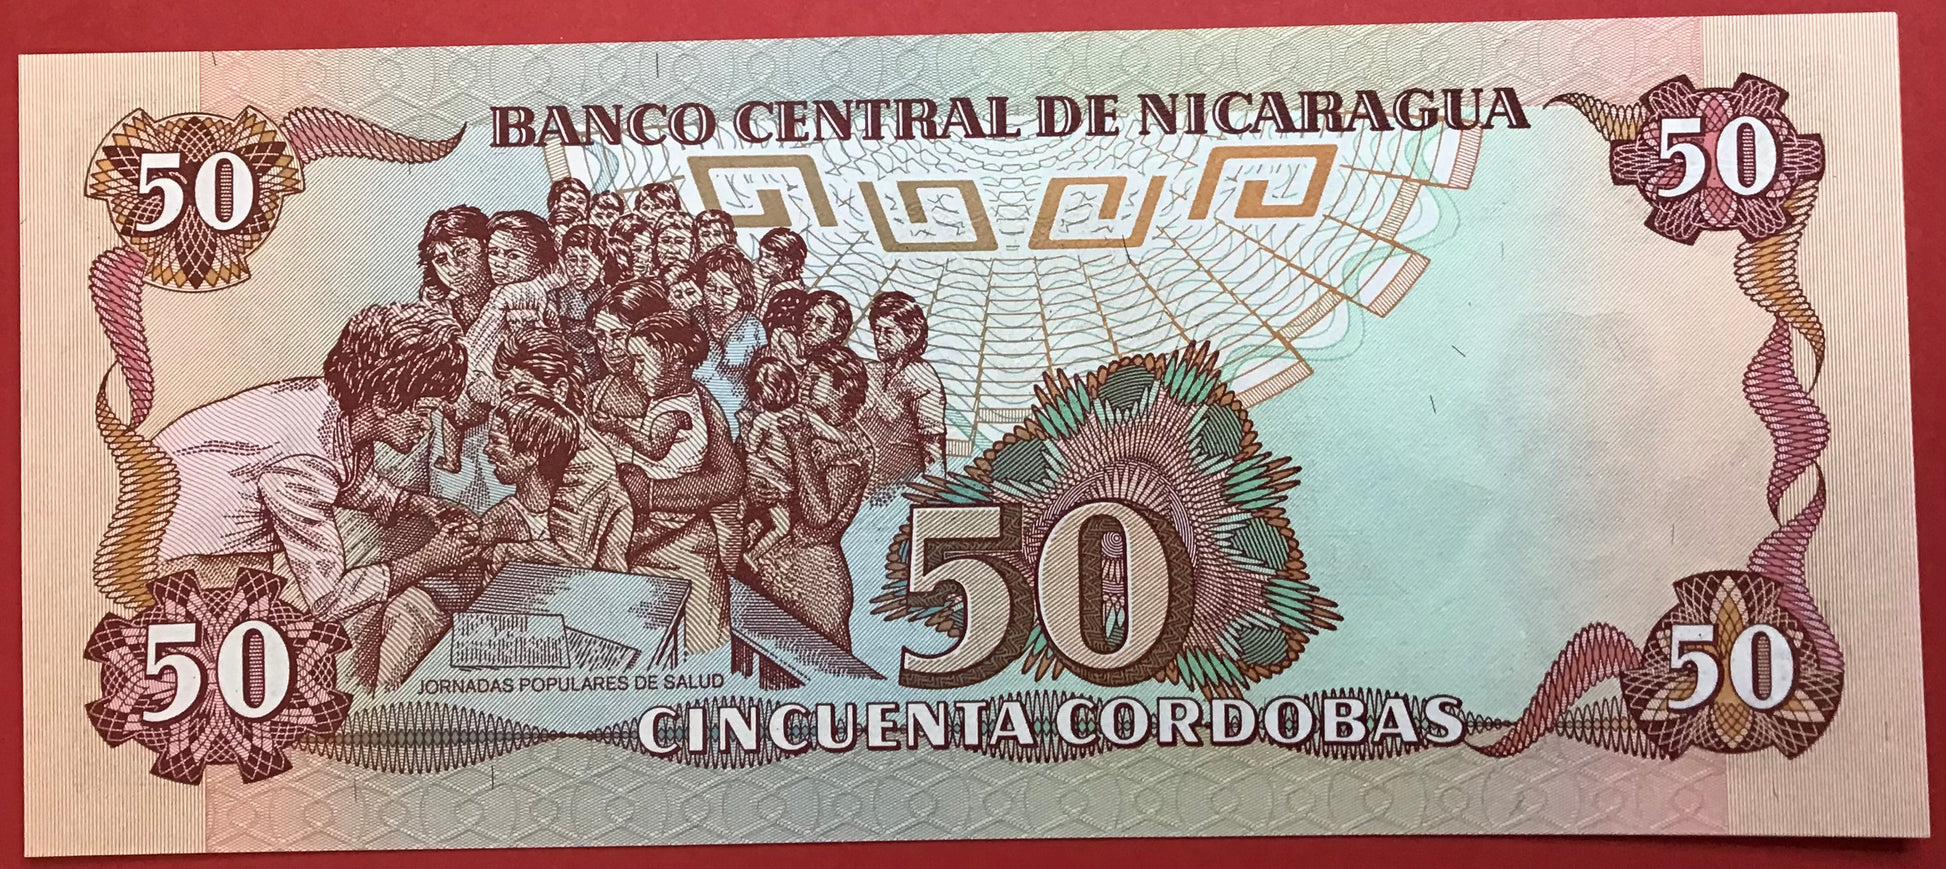 BANCO CENTRAL DE NICARAGUA
50
50
50
50
50
JORNADAS POPULARES DE SALUD
CINCUENTA CORDOBAS